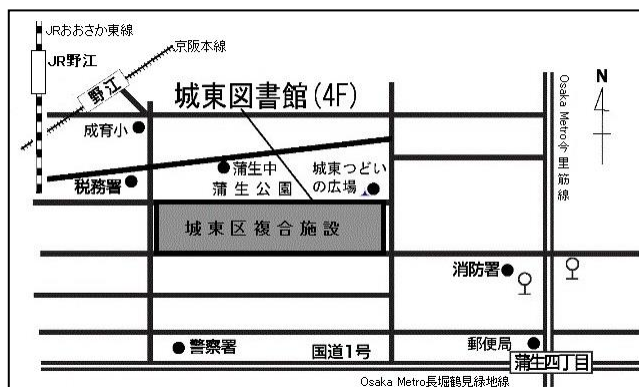 JRおおさか東線
京阪本線
JR野江
野江
城東図書館(4F)
N
Osaka Metro今里筋線
成育小
蒲生中
蒲生公園
城東つどい
の広場
税務署
城東区複合施設
消防署
警察署
国道1号
郵便局
蒲生四丁目
Osaka Metro長堀鶴見緑地線